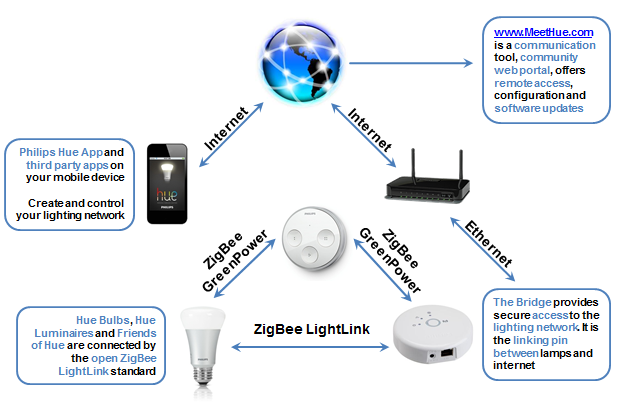 www.MeetHue.com
is a communication
tool, community
web portal, offers
remote access,
configuration and
software updates
Internet
Internet
Philips Hue App and
third party apps on
your mobile device
Create and control
your lighting network
hue
PHILIPS
PHILIPS
Ethernet
ZigBee
GreenPower
ZigBee
GreenPower
Hue Bulbs, Hue
Luminaires and Friends
of Hue are connected by
the open ZigBee
LightLink standard
ZigBee LightLink
The Bridge provides
secure access to the
lighting network. It is
the linking pin
between lamps and
internet